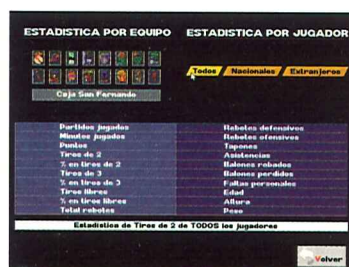 ESTADISTICA POR EQUIPO
ESTADISTICA POR JUGADOR
Todos
Nacionales
Extranjeros
Caja San Fernando
Partidos jugados
Minutos jugados
Puntos
Tiros de 2
% en tiros de 2
Tiros de 3
% en tiros de 3
Tiros libres
% en tiros libres
Total rebotes
Rebotes defensivos
Rebotes ofensivos
Tapones
Asistencias
Balones robados
Balones perdidos
Faltas personales
Edad
Altura
Peso
Estadistica de Tiros de 2 de TODOS los jugadores
Volver